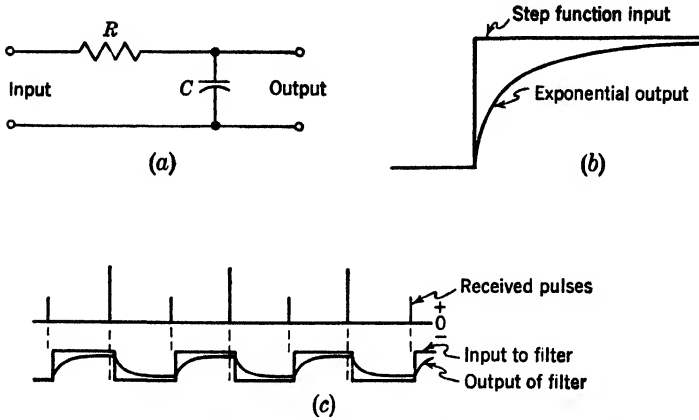 R
Input
C
Output
(a)
Step function input
Exponential output
(b)
Received pulses
+
0
−
Input to filter
Output of filter
(c)